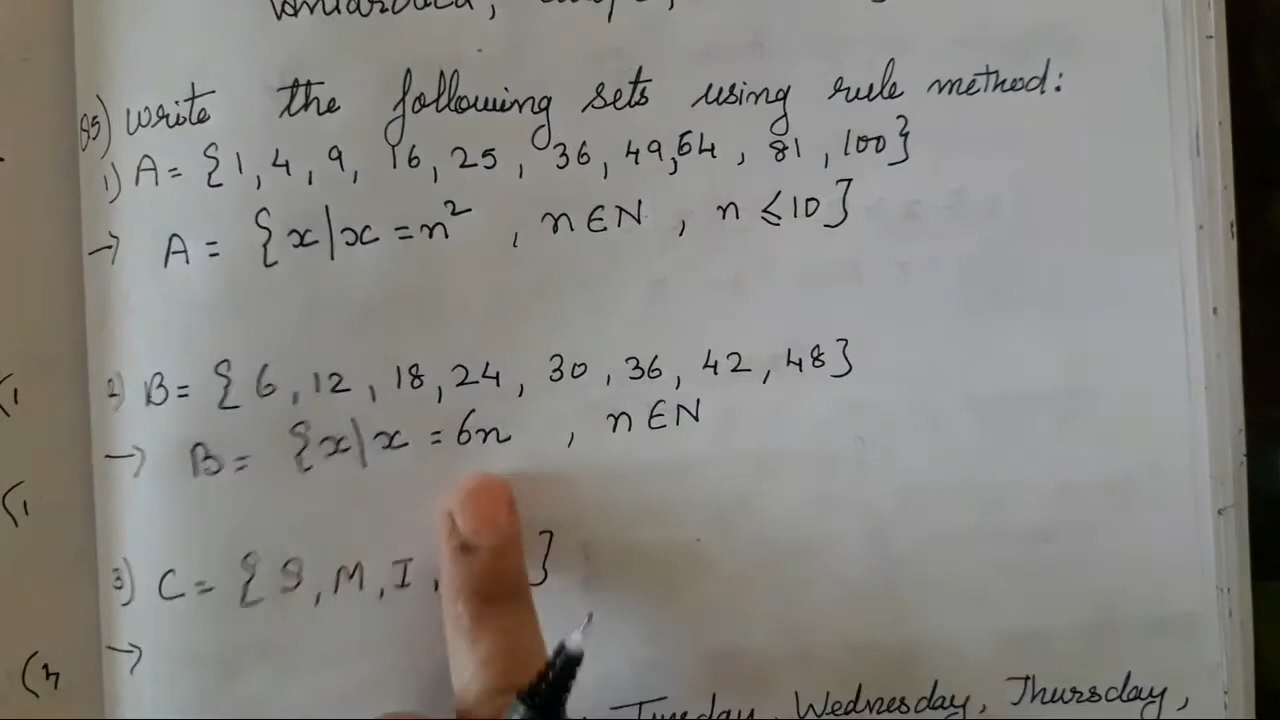 Q5) Write the following sets using rule method:
1) A = {1, 4, 9, 16, 25, 36, 49, 64, 81, 100}
→ A = {x|x = n², n∈N, n ≤ 10}
2) B = {6, 12, 18, 24, 30, 36, 42, 48}
→ B = {x|x = 6n, n∈N
3) C = {S, M, I, }
→
Tuesday, Wednesday, Thursday,